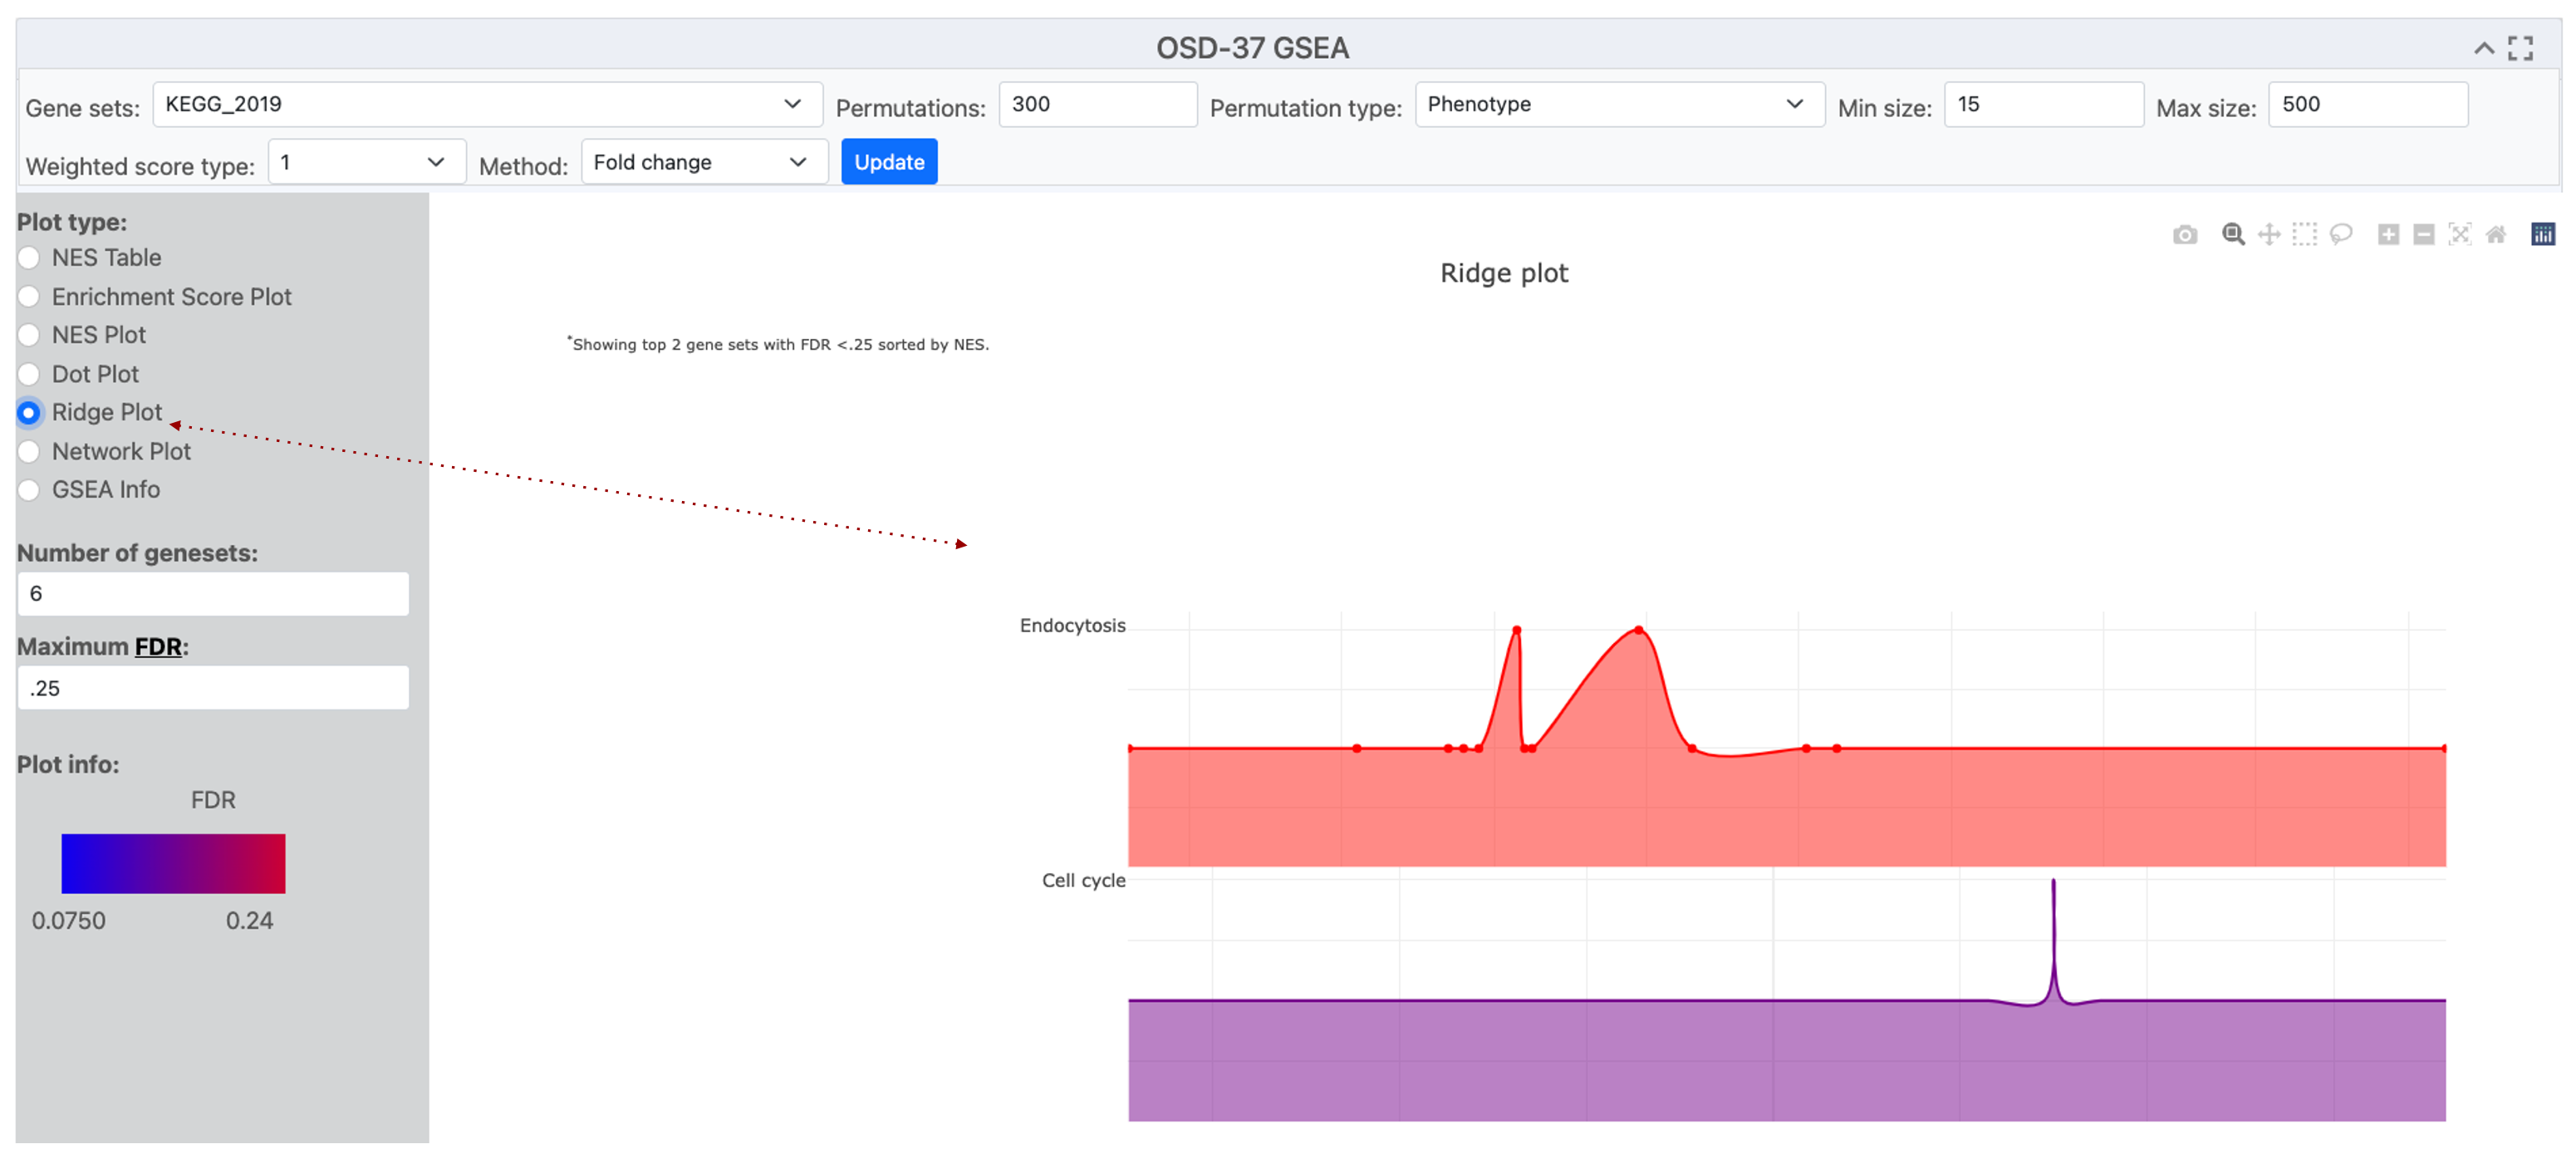 OSD-37 GSEA
Gene sets: KEGG_2019 Permutations: 300 Permutation type: Phenotype Min size: 15 Max size: 500
Weighted score type: 1 Method: Fold change Update
Plot type:
NES Table
Enrichment Score Plot
NES Plot
Dot Plot
Ridge Plot
Network Plot
GSEA Info
Number of genesets:
6
Maximum FDR:
.25
Plot info:
FDR
0.0750 0.24
Ridge plot
*Showing top 2 gene sets with FDR <.25 sorted by NES.
Endocytosis
Cell cycle